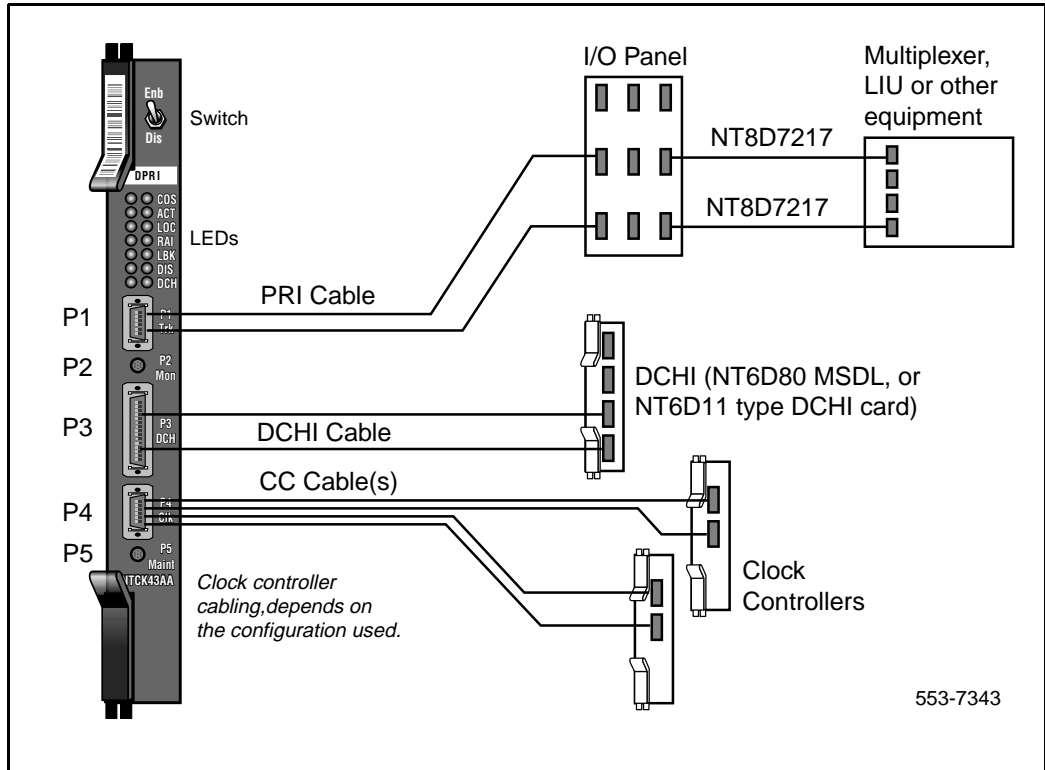 I/O Panel
Multiplexer,
LIU or other
equipment
Enb
Switch
Dis
NT8D7217
DPRI
COS
ACT
LOC
RAI
LBK
DIS
DCH
LEDs
NT8D7217
PRI Cable
P1
P1
Trk
P2
P2
Mon
DCHI (NT6D80 MSDL, or
NT6D11 type DCHI card)
P3
P3
DCH
DCHI Cable
CC Cable(s)
P4
P4
Clk
P5
P5
Maint
NTCK43AA
Clock controller
cabling,depends on
the configuration used.
Clock
Controllers
553-7343